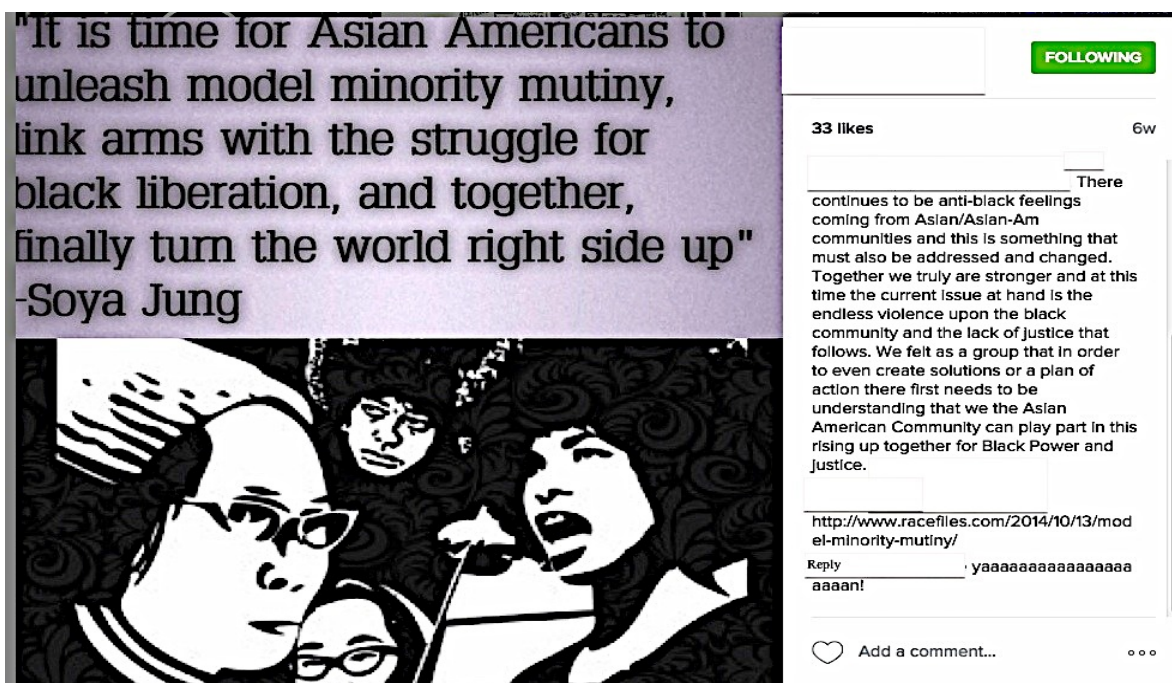 "It is time for Asian Americans to
unleash model minority mutiny,
link arms with the struggle for
black liberation, and together,
finally turn the world right side up"
-Soya Jung
FOLLOWING
33 likes
6w
There
continues to be anti-black feelings
coming from Asian/Asian-Am
communities and this is something that
must also be addressed and changed.
Together we truly are stronger and at this
time the current issue at hand is the
endless violence upon the black
community and the lack of justice that
follows. We felt as a group that in order
to even create solutions or a plan of
action there first needs to be
understanding that we the Asian
American Community can play part in this
rising up together for Black Power and
justice.
http://www.racefiles.com/2014/10/13/mod
el-minority-mutiny/
Reply
yaaaaaaaaaaaaaaaa
aaaan!
Add a comment...